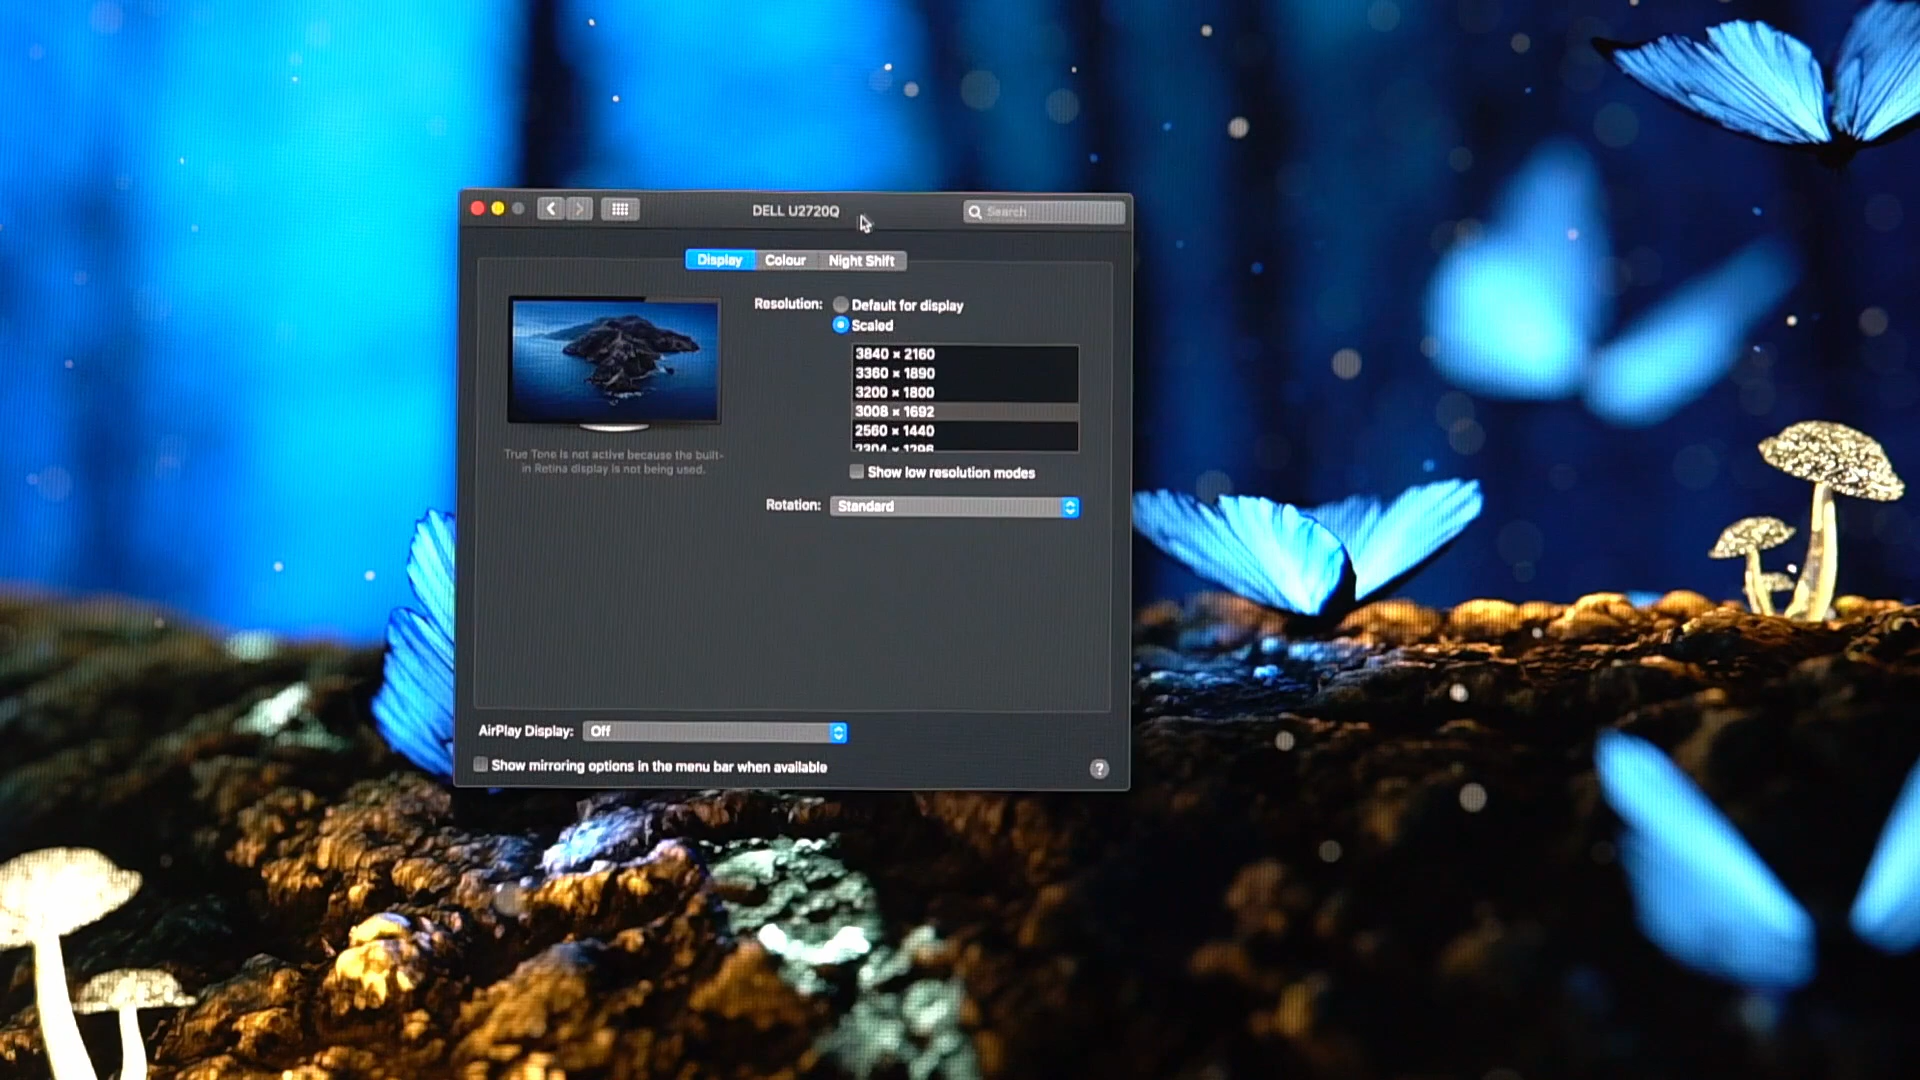 DELL U2720Q
Search
Display Colour Night Shift
Resolution: Default for display
Scaled
3840 × 2160
3360 × 1890
3200 × 1800
3008 × 1692
2560 × 1440
2304 × 1296
True Tone is not active because the built-
in Retina display is not being used.
Show low resolution modes
Rotation: Standard
AirPlay Display: Off
Show mirroring options in the menu bar when available
?